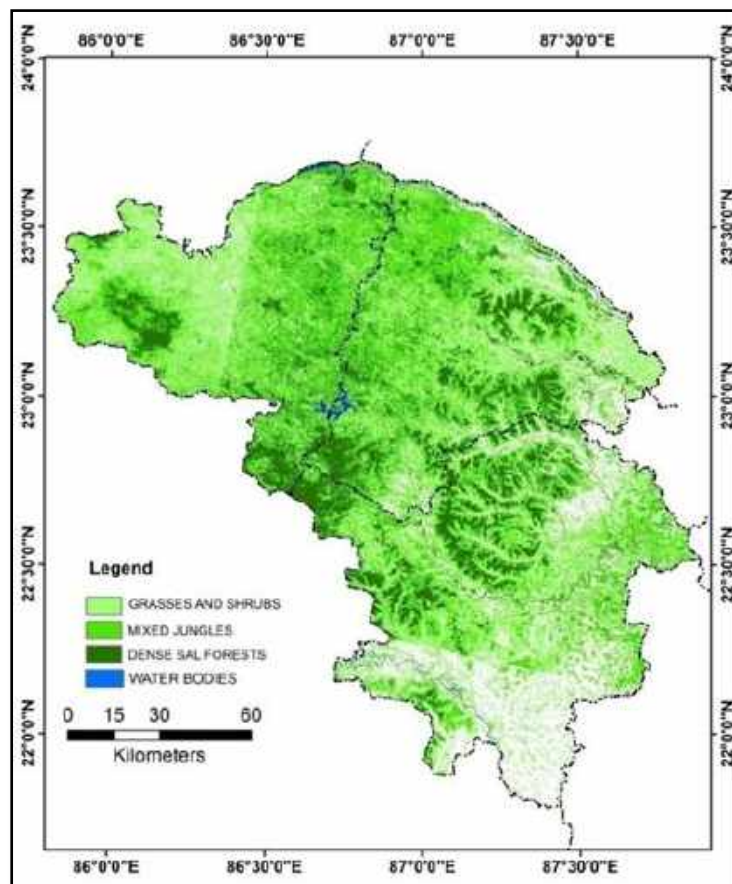 86°0'0"E 86°30'0"E 87°0'0"E 87°30'0"E
24°0'0"N 24°0'0"N
23°30'0"N 23°30'0"N
23°0'0"N 23°0'0"N
22°30'0"N 22°30'0"N
Legend
GRASSES AND SHRUBS
MIXED JUNGLES
DENSE SAL FORESTS
WATER BODIES
0 15 30 60
Kilometers
22°0'0"N 22°0'0"N
86°0'0"E 86°30'0"E 87°0'0"E 87°30'0"E